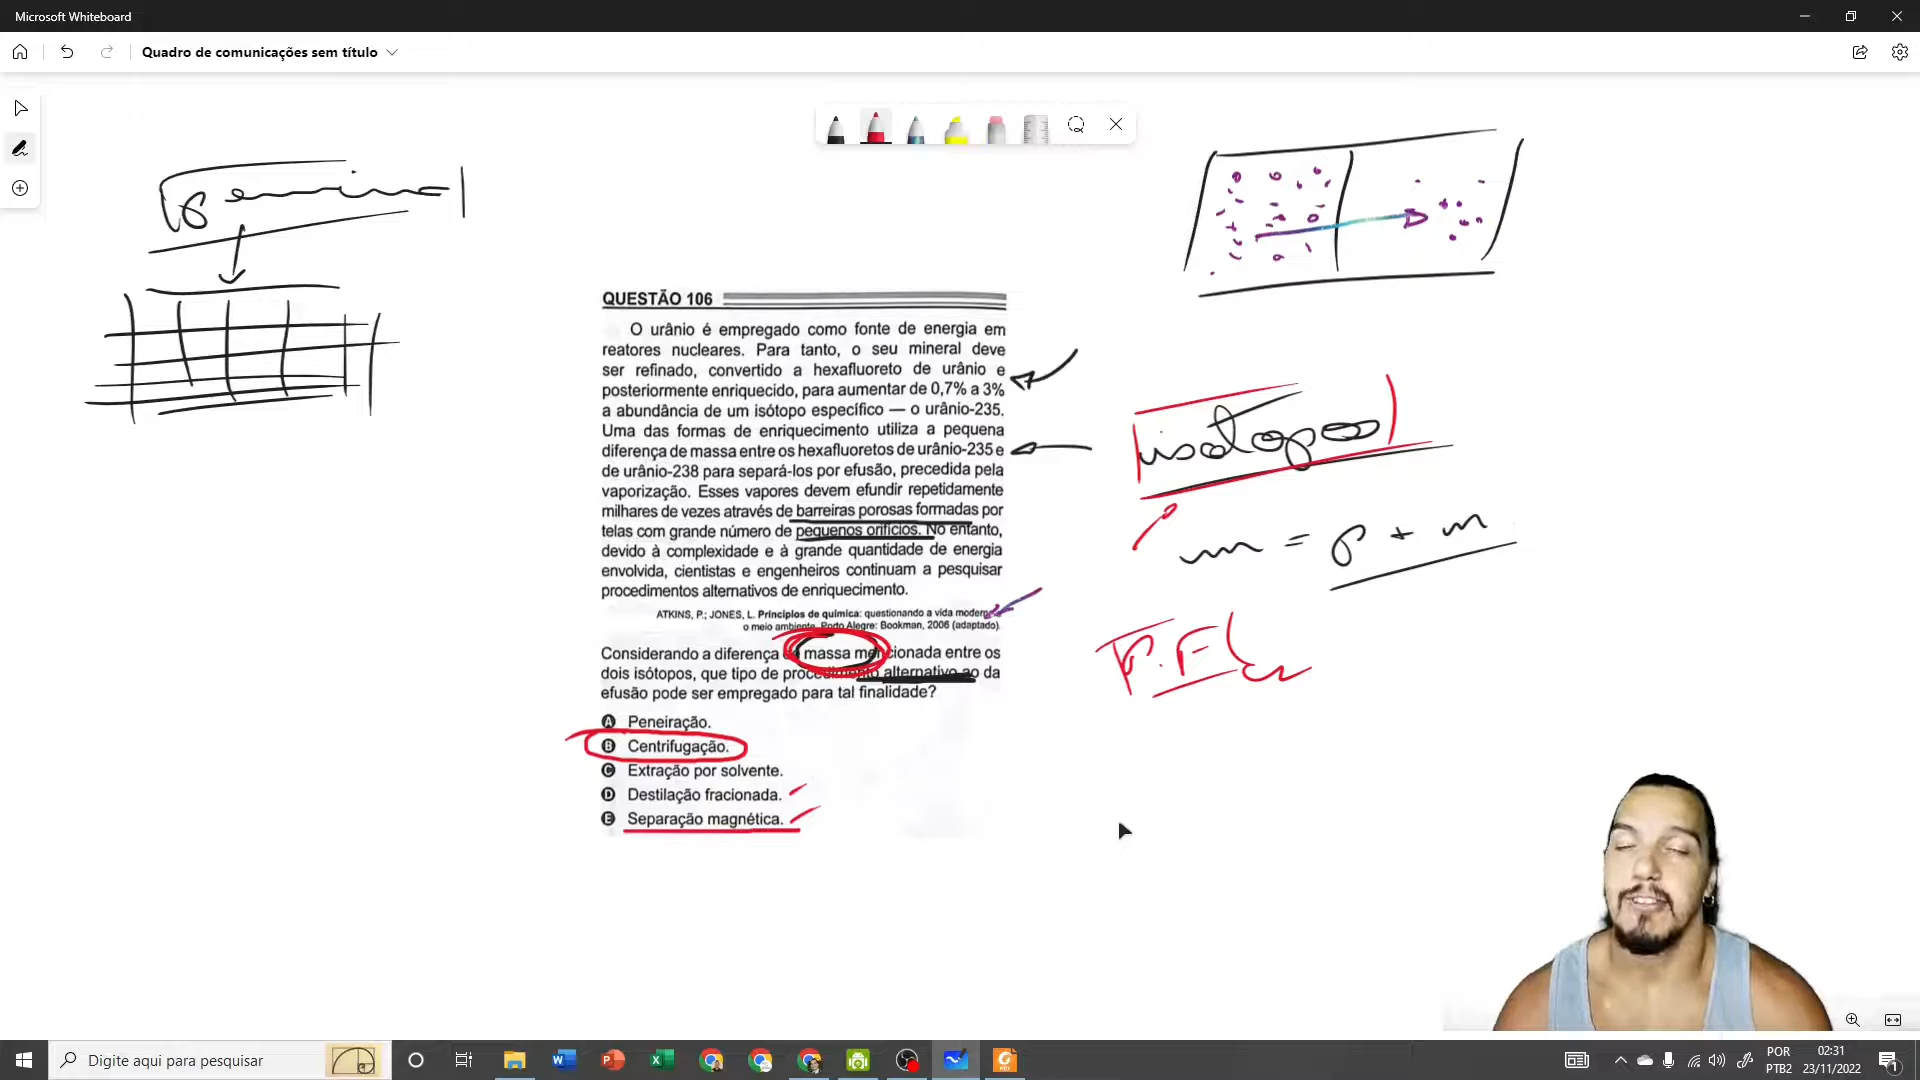 Microsoft Whiteboard
Quadro de comunicações sem título
QUESTÃO 106
O urânio é empregado como fonte de energia em
reatores nucleares. Para tanto, o seu mineral deve
ser refinado, convertido a hexafluoreto de urânio e
posteriormente enriquecido, para aumentar de 0,7% a 3%
a abundância de um isótopo específico — o urânio-235.
Uma das formas de enriquecimento utiliza a pequena
diferença de massa entre os hexafluoretos de urânio-235 e
de urânio-238 para separá-los por efusão, precedida pela
vaporização. Esses vapores devem efundir repetidamente
milhares de vezes através de barreiras porosas formadas por
telas com grande número de pequenos orifícios. No entanto,
devido à complexidade e à grande quantidade de energia
envolvida, cientistas e engenheiros continuam a pesquisar
procedimentos alternativos de enriquecimento.
ATKINS, P.; JONES, L. Princípios de química: questionando a vida moderna
o meio ambiente. Porto Alegre: Bookman, 2006 (adaptado).
Considerando a diferença de massa mencionada entre os
dois isótopos, que tipo de procedimento alternativo ao da
efusão pode ser empregado para tal finalidade?
A Peneiração.
B Centrifugação.
C Extração por solvente.
D Destilação fracionada.
E Separação magnética.
isótopos
m = p + n
P.F
Digite aqui para pesquisar
POR
PTB2
02:31
23/11/2022
1